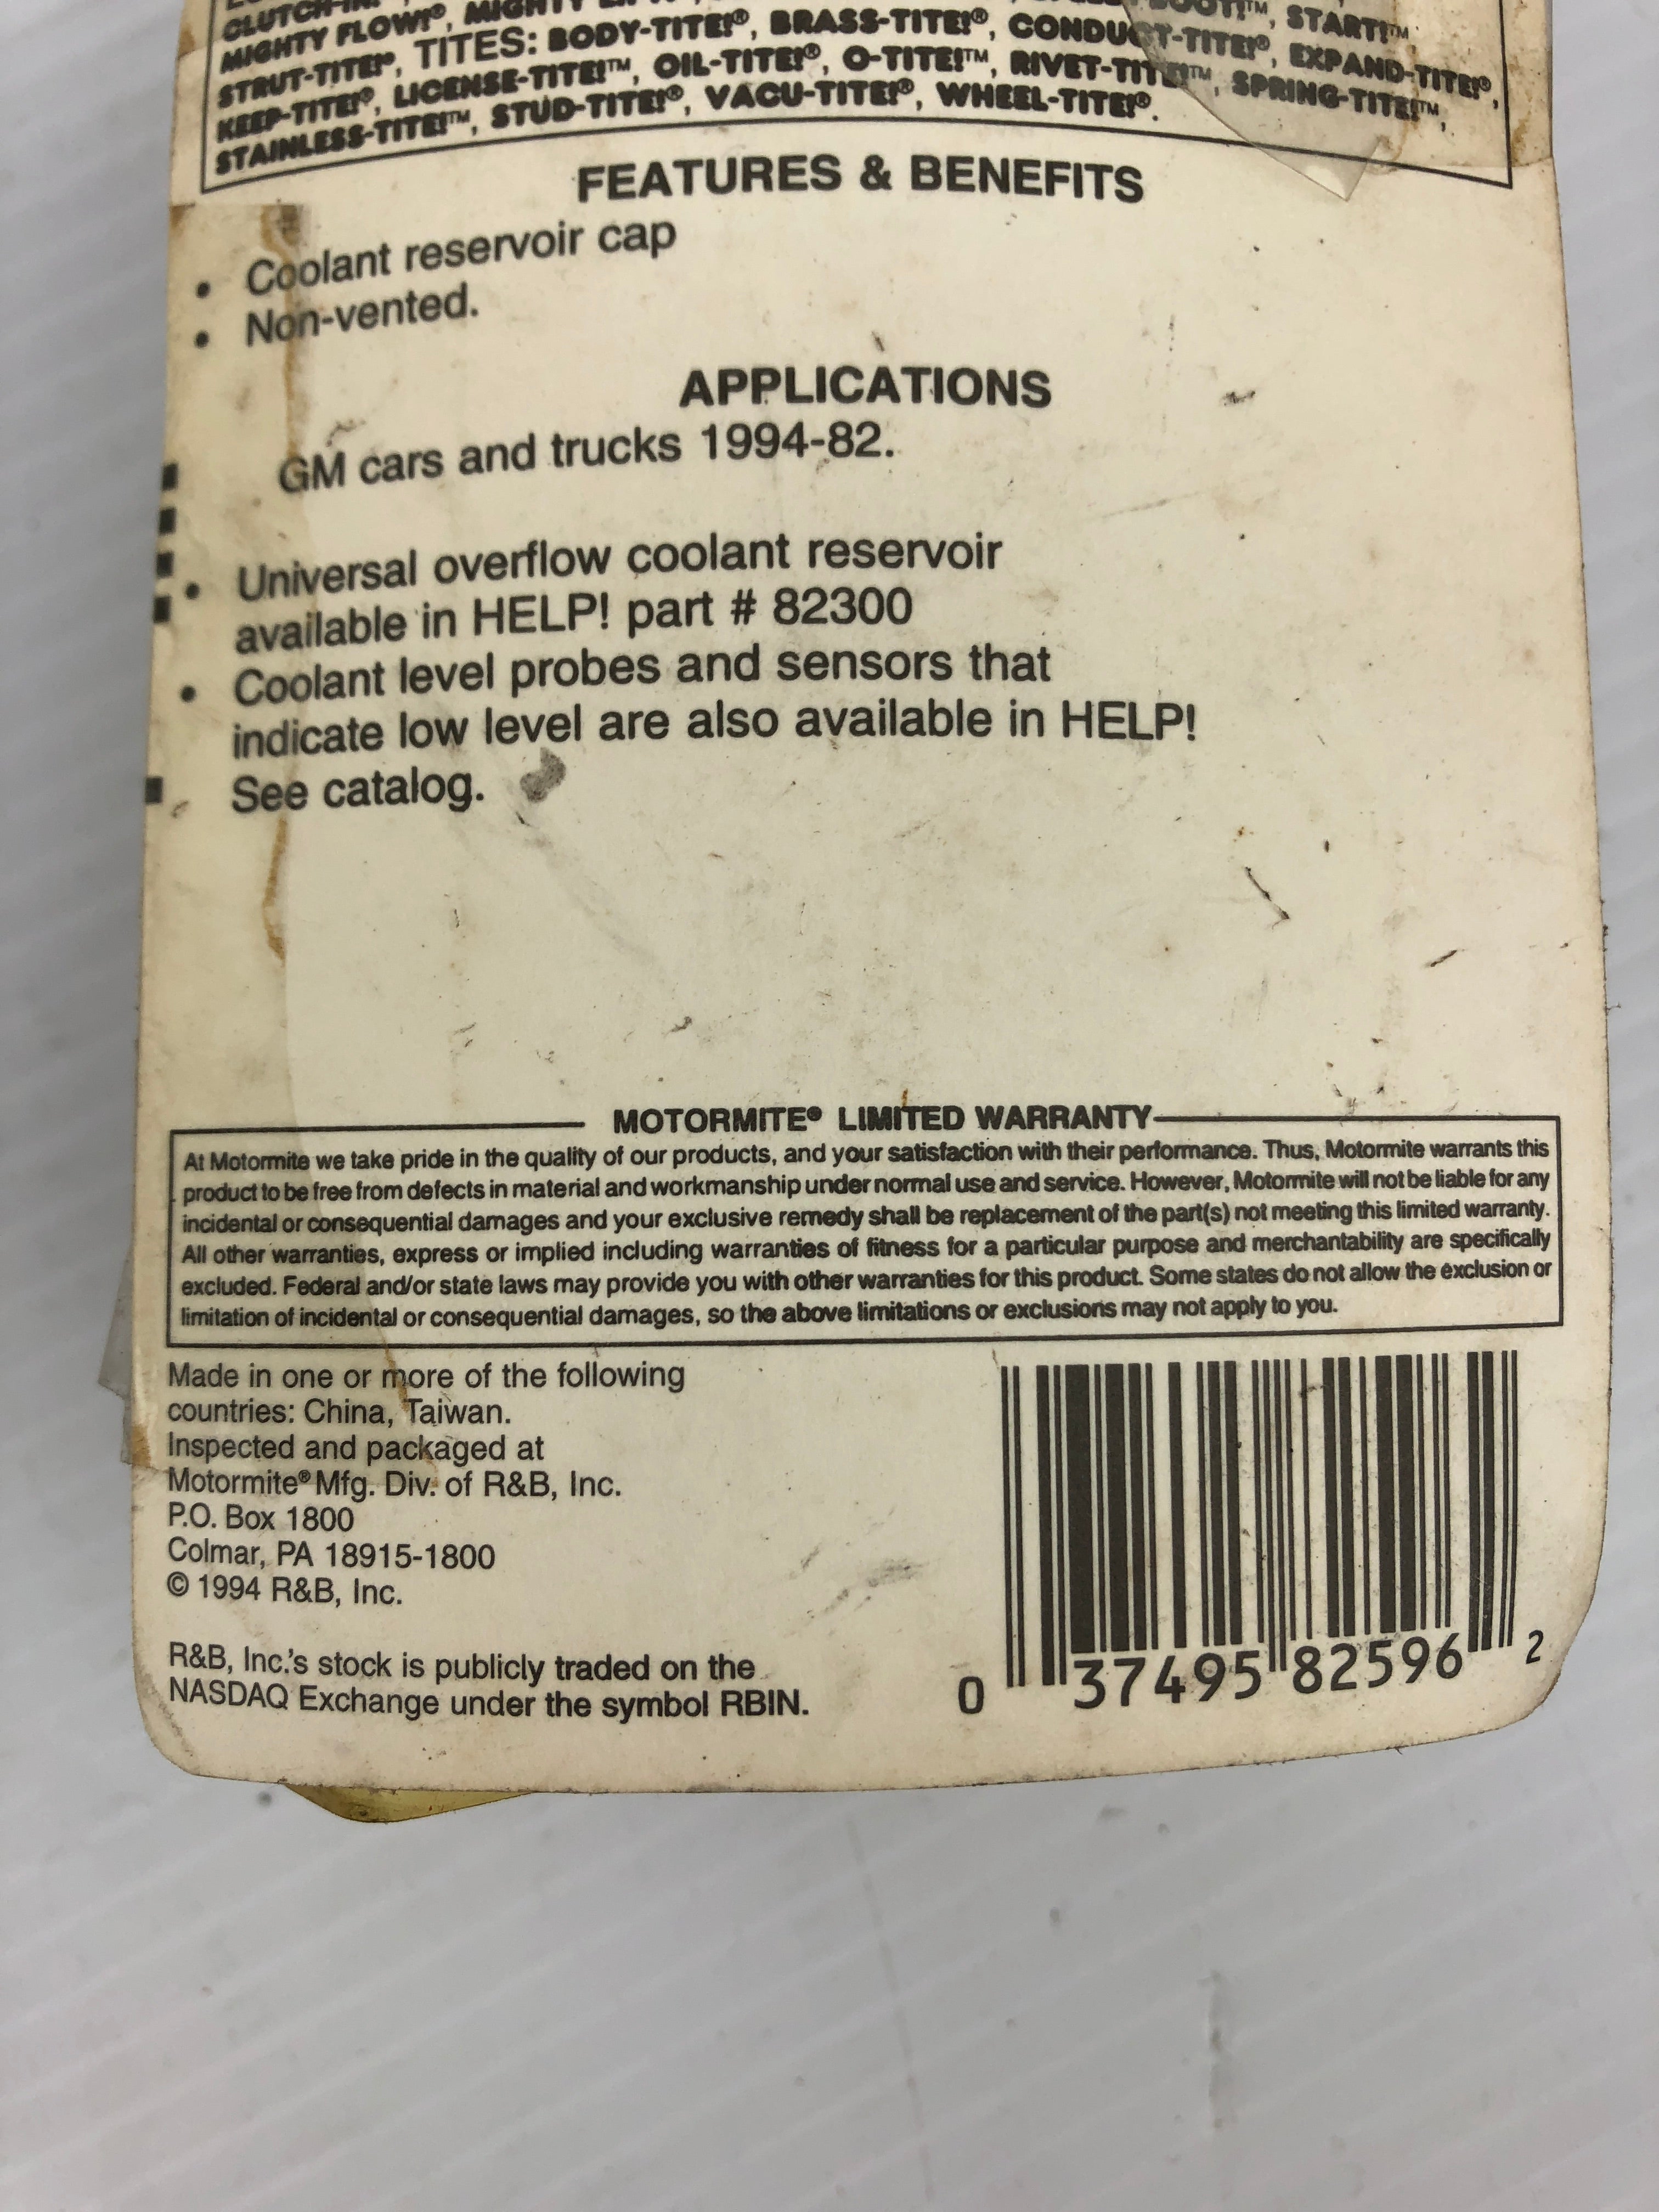 CLUTCH-IN!
MIGHTY FLOW!®, MIGHTY
START!™
STRUT-TITE!®, TITES: BODY-TITE!®, BRASS-TITE!®, CONDUCT-TITE!®, EXPAND-TITE!®,
KEEP-TITE!®, LICENSE-TITE!™, OIL-TITE!®, O-TITE!™, RIVET-TITE!™, SPRING-TITE!™,
STAINLESS-TITE!™, STUD-TITE!®, VACU-TITE!®, WHEEL-TITE!®.
FEATURES & BENEFITS
• Coolant reservoir cap
• Non-vented.
APPLICATIONS
GM cars and trucks 1994-82.
• Universal overflow coolant reservoir
available in HELP! part # 82300
• Coolant level probes and sensors that
indicate low level are also available in HELP!
See catalog.
MOTORMITE® LIMITED WARRANTY
At Motormite we take pride in the quality of our products, and your satisfaction with their performance. Thus, Motormite warrants this
product to be free from defects in material and workmanship under normal use and service. However, Motormite will not be liable for any
incidental or consequential damages and your exclusive remedy shall be replacement of the part(s) not meeting this limited warranty.
All other warranties, express or implied including warranties of fitness for a particular purpose and merchantability are specifically
excluded. Federal and/or state laws may provide you with other warranties for this product. Some states do not allow the exclusion or
limitation of incidental or consequential damages, so the above limitations or exclusions may not apply to you.
Made in one or more of the following
countries: China, Taiwan.
Inspected and packaged at
Motormite® Mfg. Div. of R&B, Inc.
P.O. Box 1800
Colmar, PA 18915-1800
© 1994 R&B, Inc.
R&B, Inc.'s stock is publicly traded on the
NASDAQ Exchange under the symbol RBIN.
0 37495 82596 2